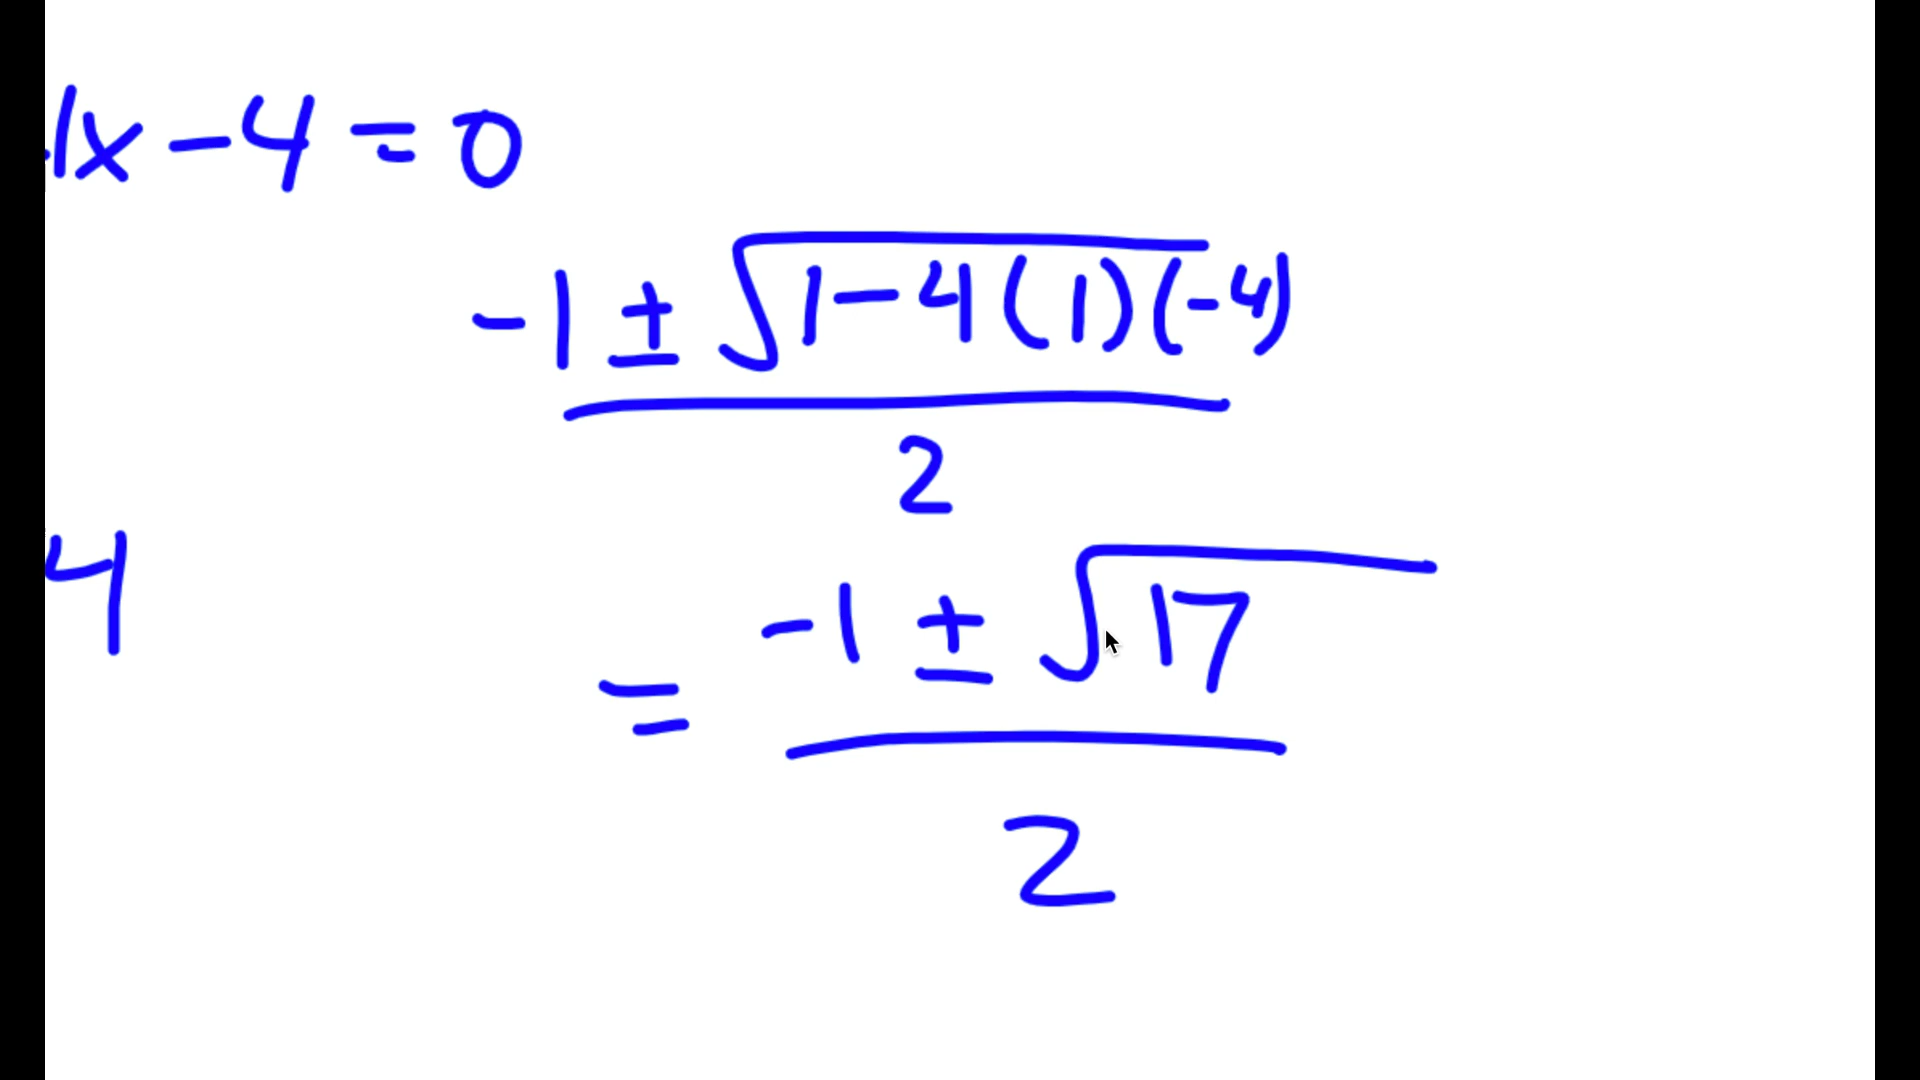 1x - 4 = 0
-1 ± √1-4(1)(-4)
2
4
= -1 ± √17
2